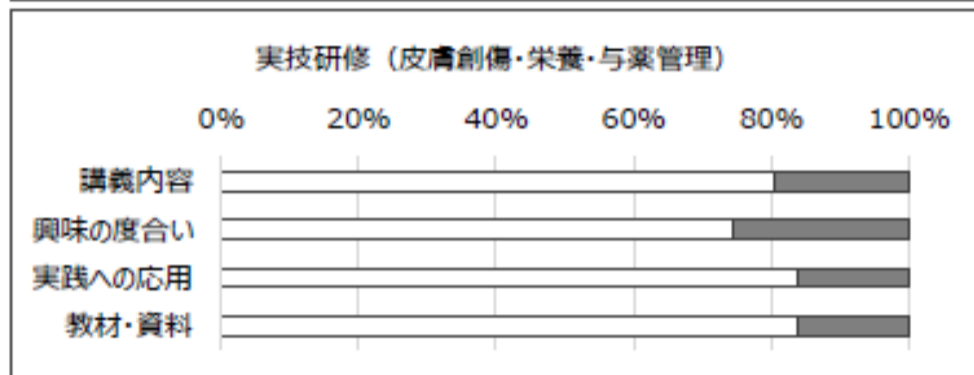 実技研修（皮膚創傷･栄養･与薬管理）
0% 20% 40% 60% 80% 100%
講義内容
興味の度合い
実践への応用
教材･資料